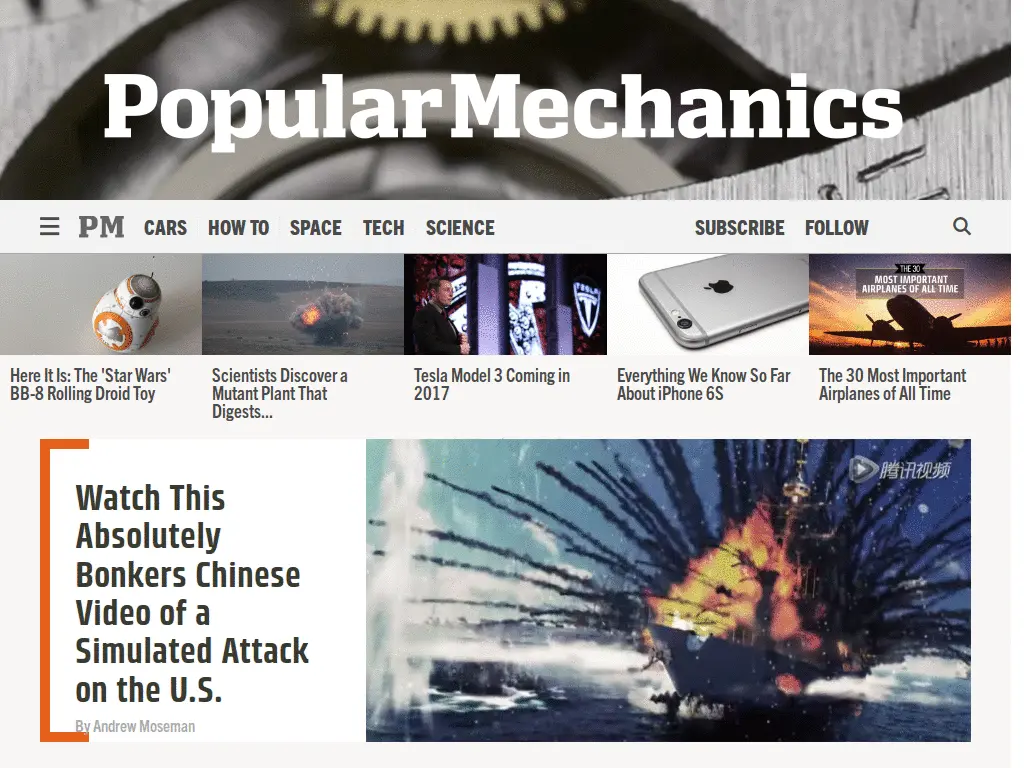 Popular Mechanics
PM CARS HOW TO SPACE TECH SCIENCE SUBSCRIBE FOLLOW
TESLA
THE 30
MOST IMPORTANT
AIRPLANES OF ALL TIME
Here It Is: The 'Star Wars'
BB-8 Rolling Droid Toy
Scientists Discover a
Mutant Plant That
Digests...
Tesla Model 3 Coming in
2017
Everything We Know So Far
About iPhone 6S
The 30 Most Important
Airplanes of All Time
腾讯视频
Watch This
Absolutely
Bonkers Chinese
Video of a
Simulated Attack
on the U.S.
By Andrew Moseman